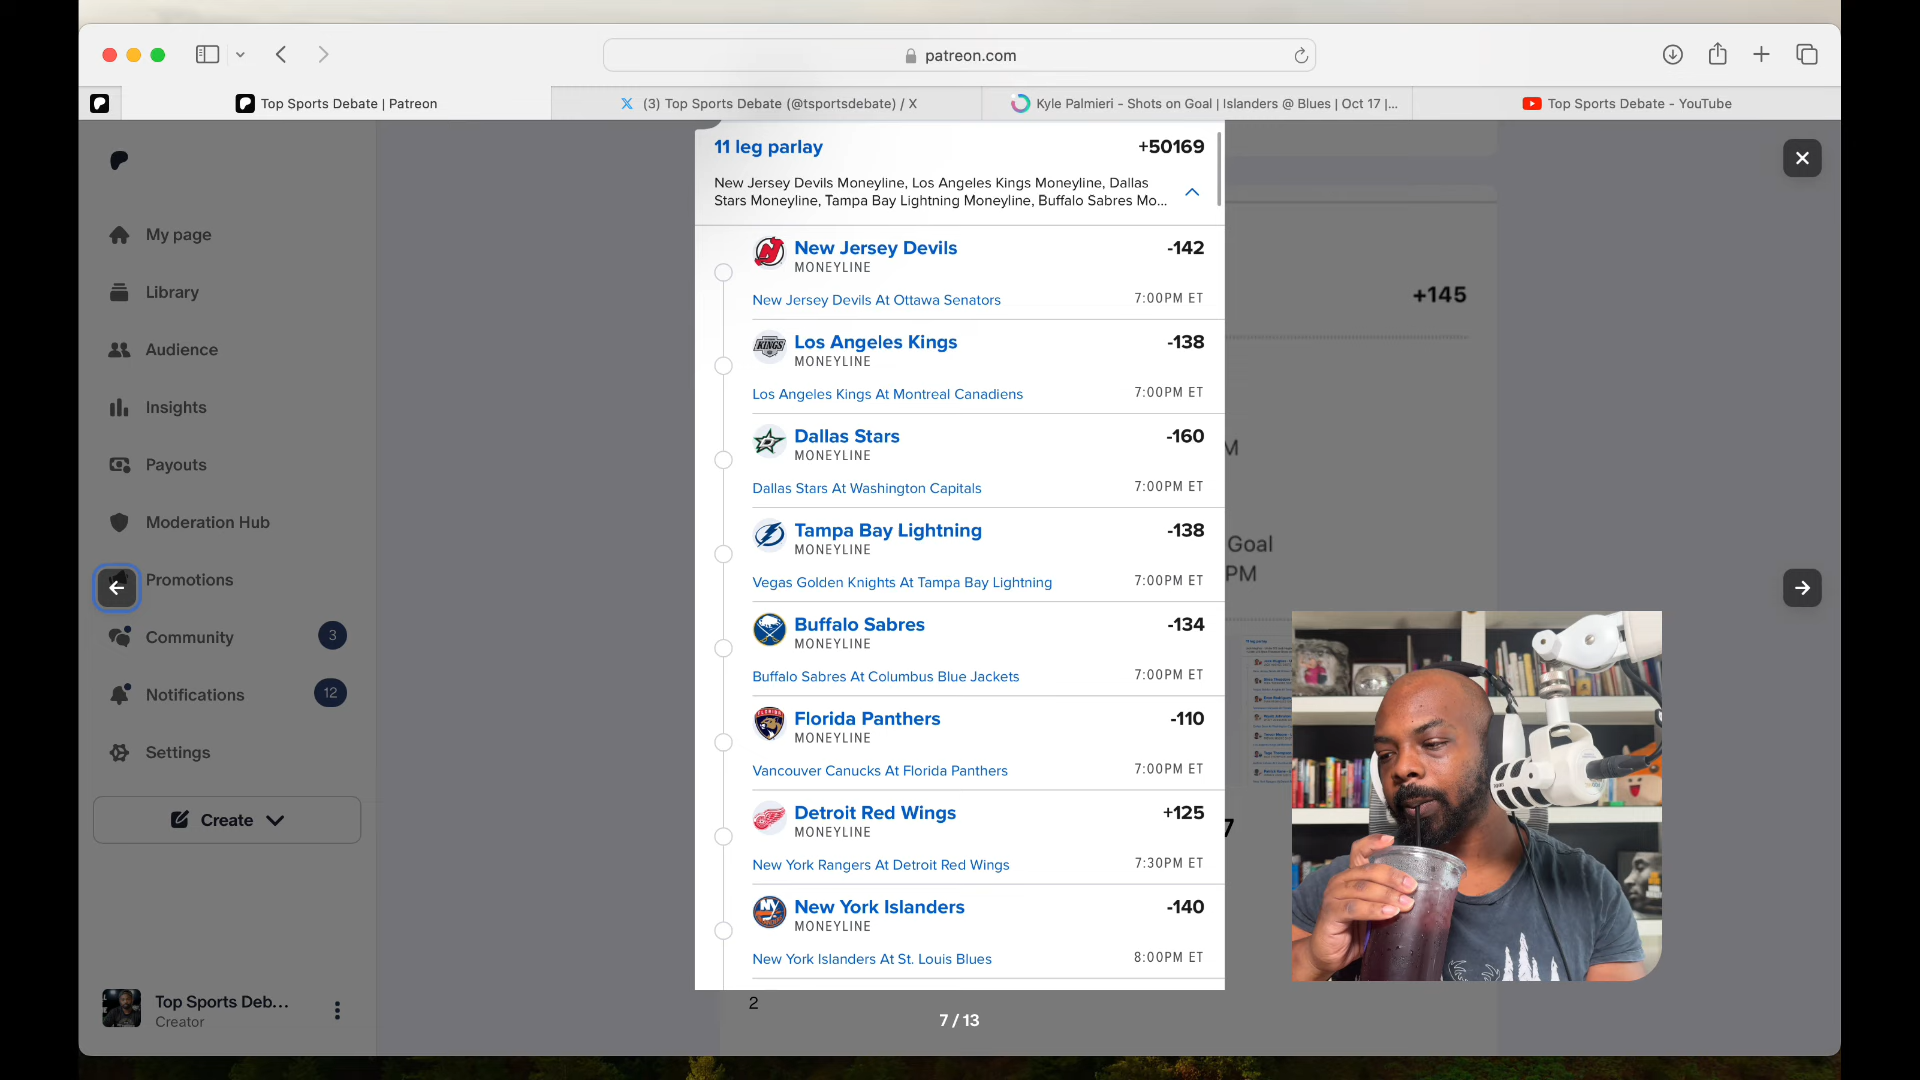 patreon.com
Top Sports Debate | Patreon
(3) Top Sports Debate (@tsportsdebate) / X
Kyle Palmieri - Shots on Goal | Islanders @ Blues | Oct 17 |...
Top Sports Debate - YouTube
My page
Library
Audience
Insights
Payouts
Moderation Hub
Promotions
Community
3
Notifications
12
Settings
Create
Top Sports Deb...
Creator
11 leg parlay
+50169
New Jersey Devils Moneyline, Los Angeles Kings Moneyline, Dallas
Stars Moneyline, Tampa Bay Lightning Moneyline, Buffalo Sabres Mo...
New Jersey Devils
-142
MONEYLINE
New Jersey Devils At Ottawa Senators
7:00PM ET
KINGS
Los Angeles Kings
-138
MONEYLINE
Los Angeles Kings At Montreal Canadiens
7:00PM ET
Dallas Stars
-160
MONEYLINE
Dallas Stars At Washington Capitals
7:00PM ET
Tampa Bay Lightning
-138
MONEYLINE
Vegas Golden Knights At Tampa Bay Lightning
7:00PM ET
Buffalo Sabres
-134
MONEYLINE
Buffalo Sabres At Columbus Blue Jackets
7:00PM ET
Florida Panthers
-110
MONEYLINE
Vancouver Canucks At Florida Panthers
7:00PM ET
Detroit Red Wings
+125
MONEYLINE
New York Rangers At Detroit Red Wings
7:30PM ET
New York Islanders
-140
MONEYLINE
New York Islanders At St. Louis Blues
8:00PM ET
2
7 / 13
+145
M
Goal
PM
7